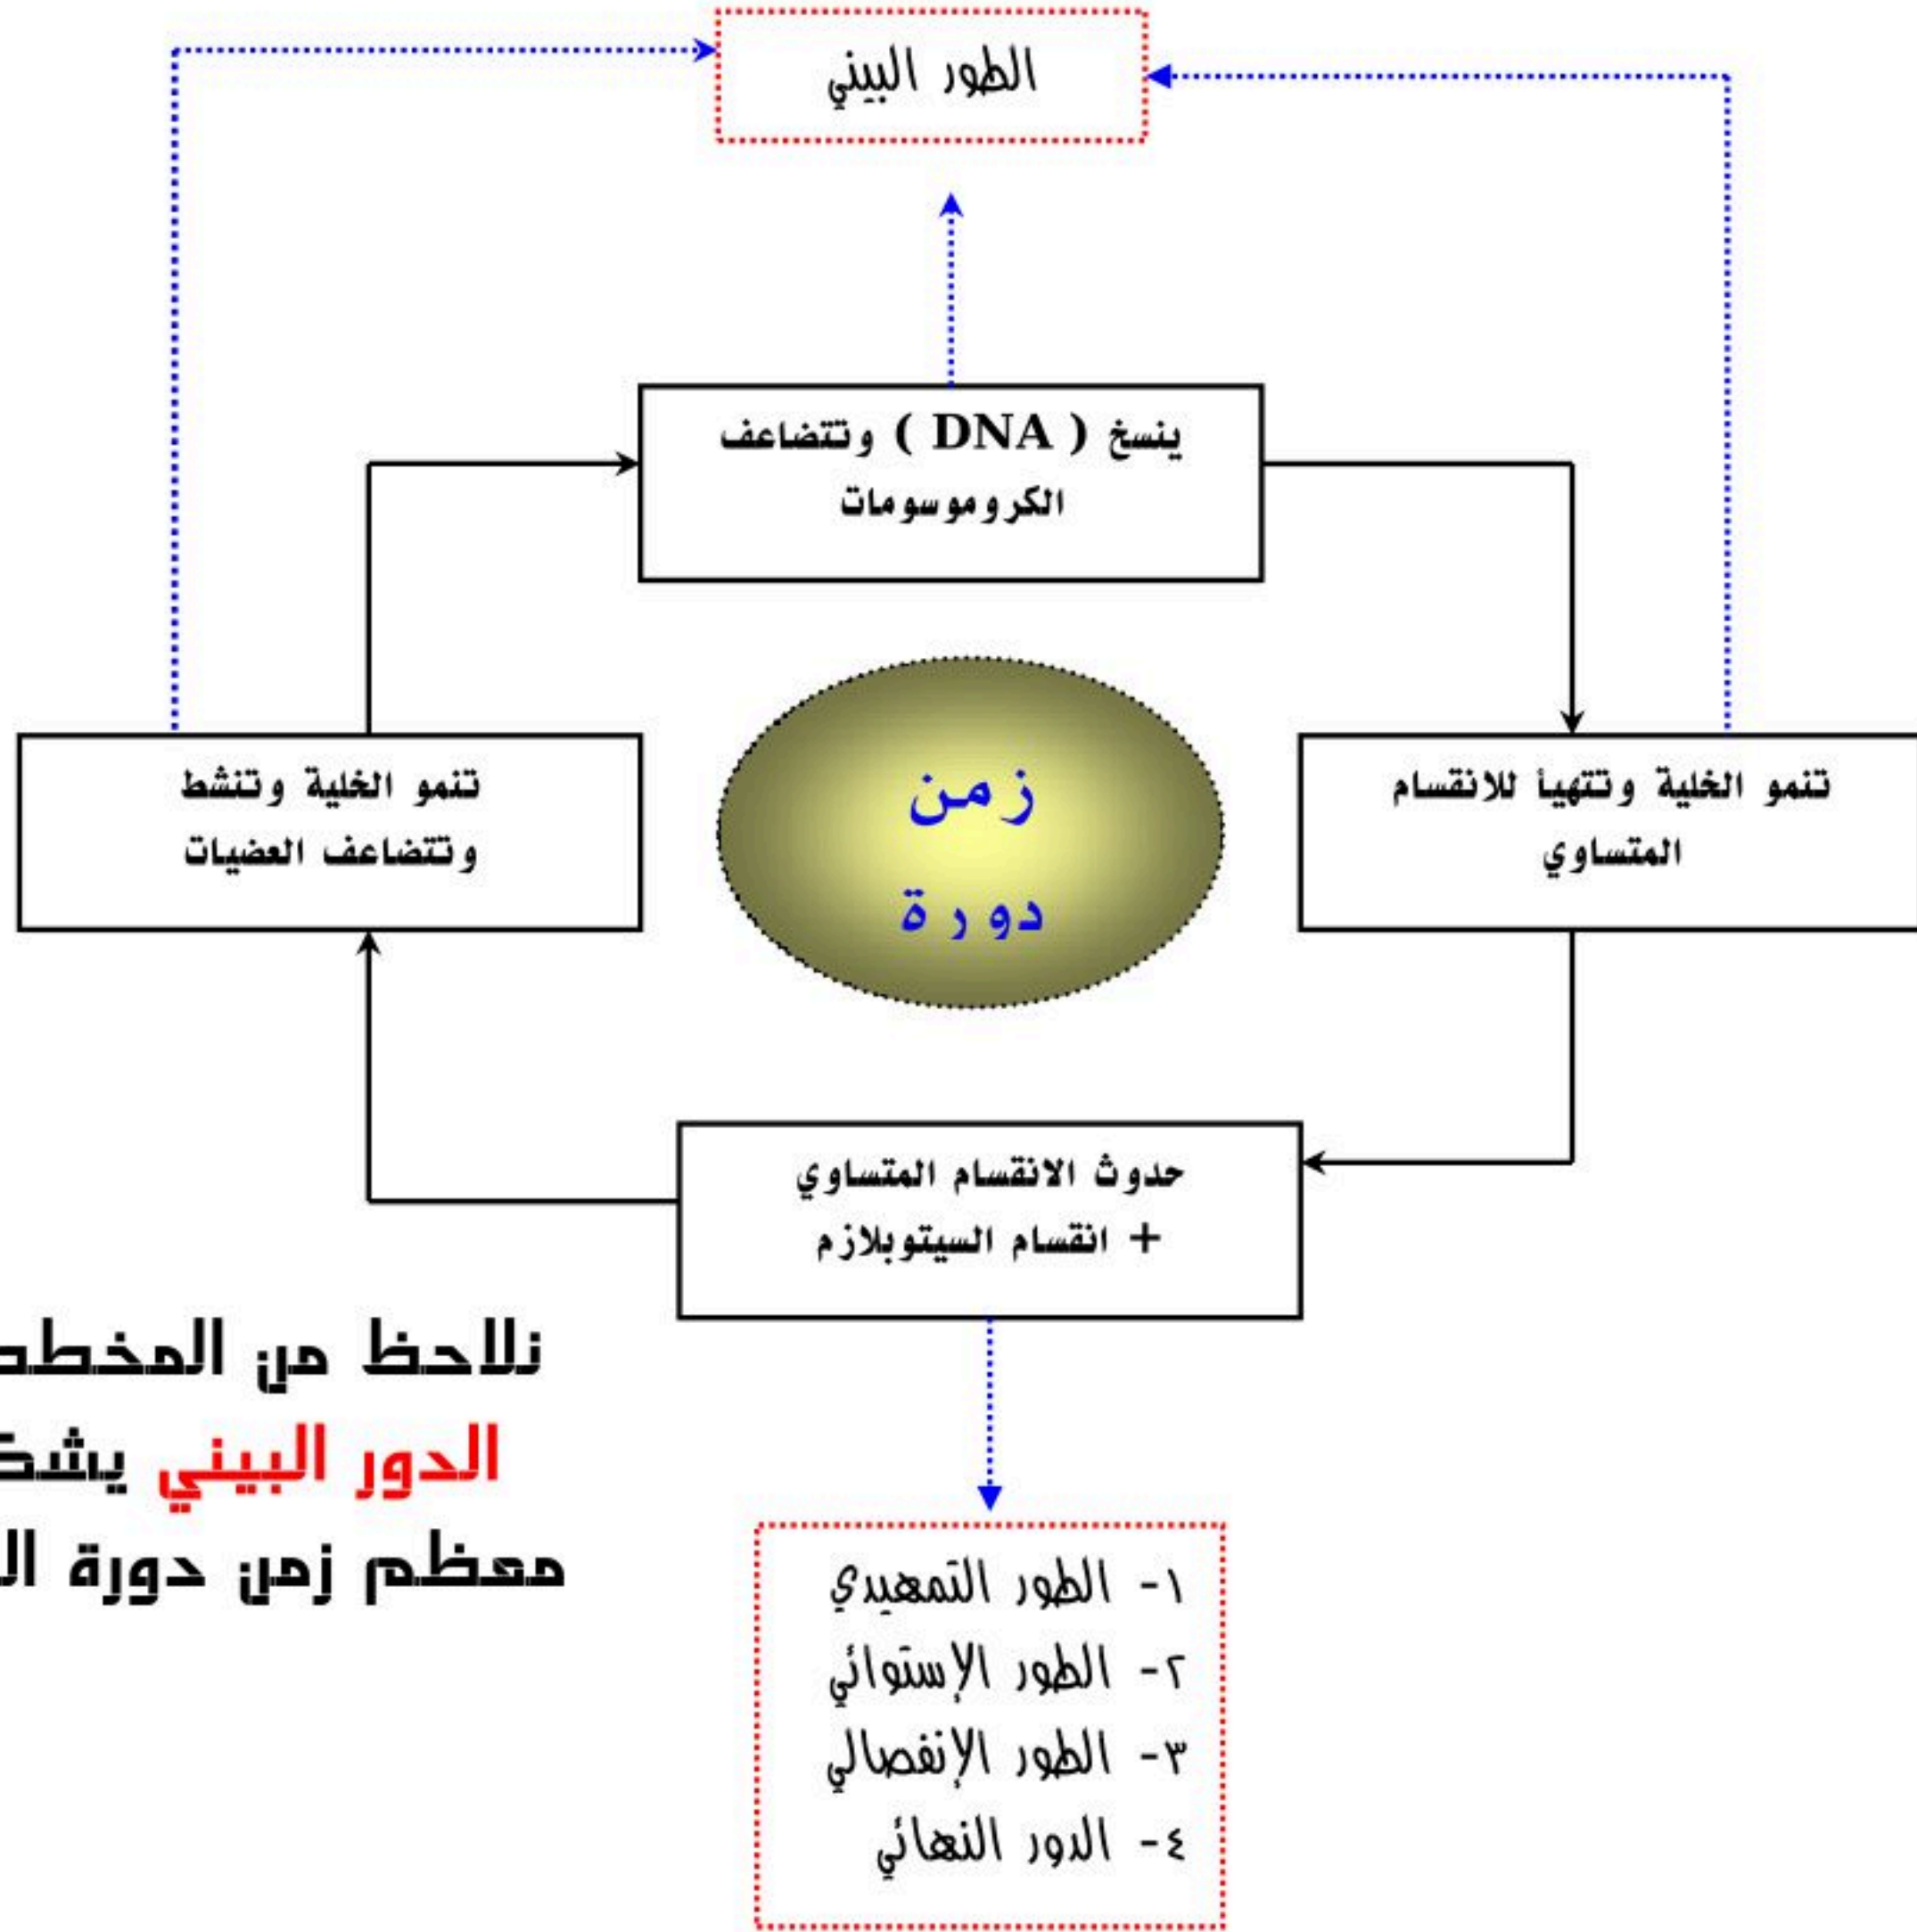 الطور البيني
ينسخ ( DNA ) وتتضاعف
الكروموسومات
تنمو الخلية وتتهيأ للانقسام
المتساوي
زمن
دورة
تنمو الخلية وتنشط
وتتضاعف العضيات
حدوث الانقسام المتساوي
+ انقسام السيتوبلازم
نلاحظ من المخطط
الدور البيني
معظم زمن دورة
١- الطور التمهيدي
٢- الطور الإستوائي
٣- الطور الإنفصالي
٤- الدور النهائي